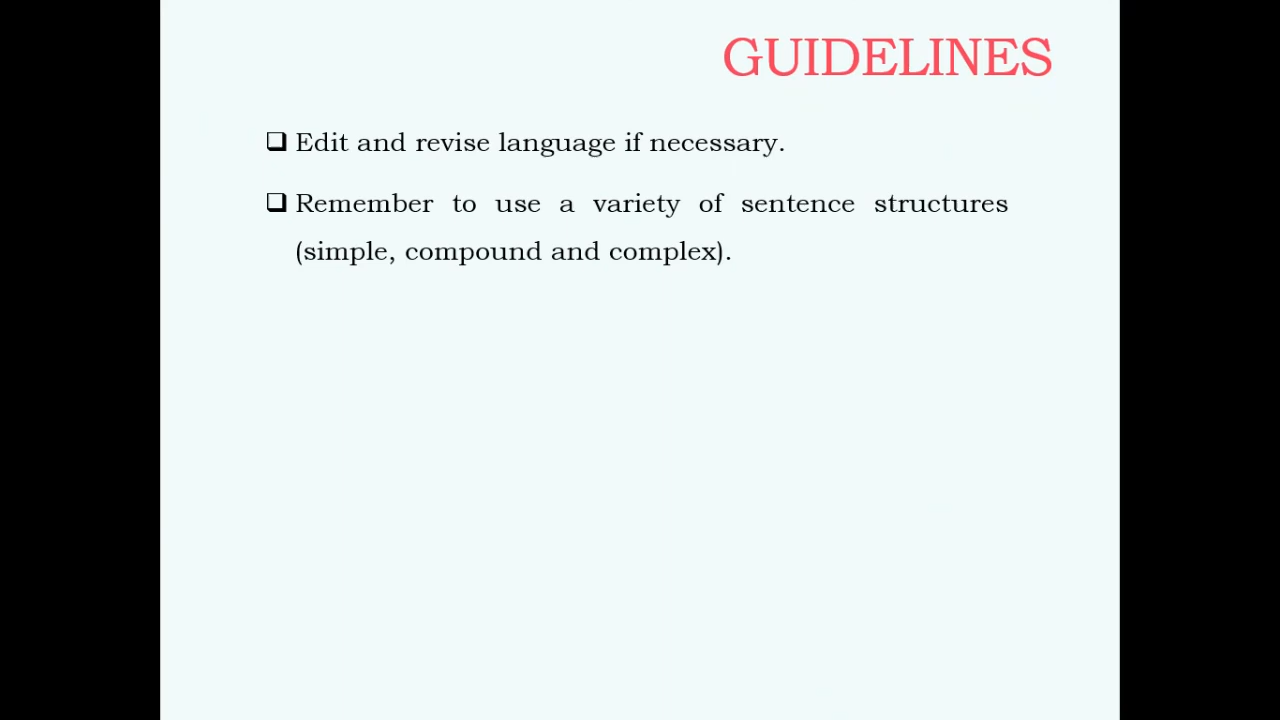 GUIDELINES
❑ Edit and revise language if necessary.
❑ Remember to use a variety of sentence structures
(simple, compound and complex).